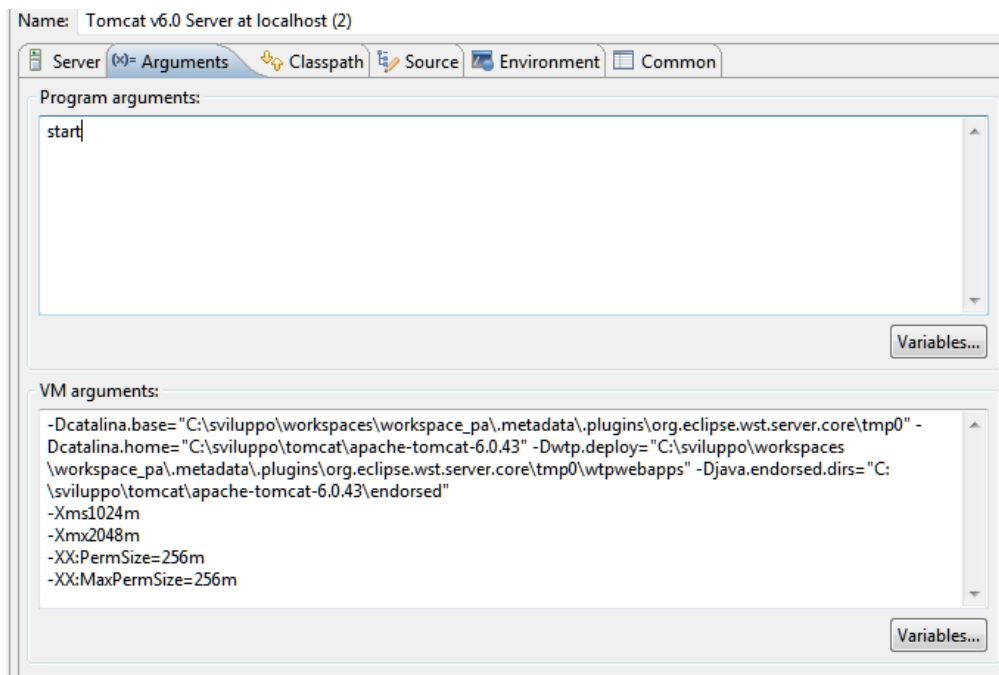 Name: Tomcat v6.0 Server at localhost (2)
Server (x)= Arguments Classpath Source Environment Common
Program arguments:
start
Variables...
VM arguments:
-Dcatalina.base="C:\sviluppo\workspaces\workspace_pa\.metadata\.plugins\org.eclipse.wst.server.core\tmp0" -
Dcatalina.home="C:\sviluppo\tomcat\apache-tomcat-6.0.43" -Dwtp.deploy="C:\sviluppo\workspaces
\workspace_pa\.metadata\.plugins\org.eclipse.wst.server.core\tmp0\wtpwebapps" -Djava.endorsed.dirs="C:
\sviluppo\tomcat\apache-tomcat-6.0.43\endorsed"
-Xms1024m
-Xmx2048m
-XX:PermSize=256m
-XX:MaxPermSize=256m
Variables...